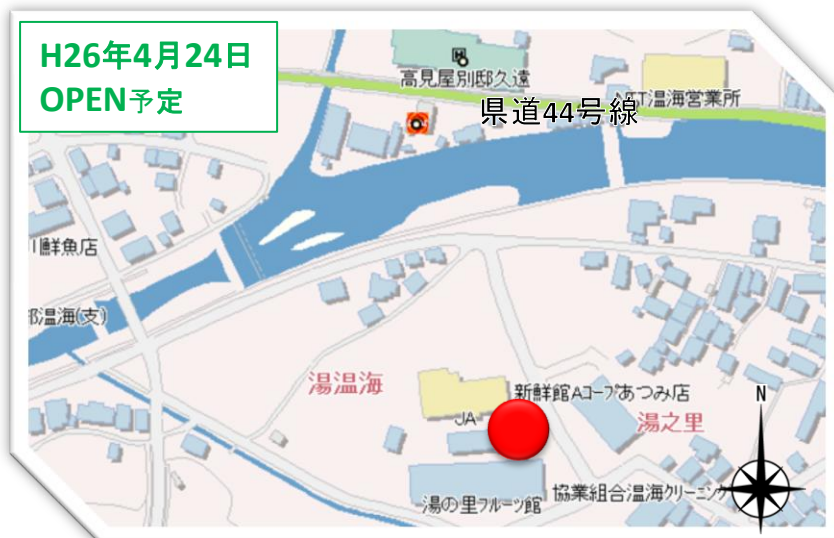 H26年4月24日
OPEN予定
高見屋別邸久遠
NTT温海営業所
県道44号線
鮮魚店
温海(支)
湯温海
新鮮館Aコープあつみ店
JA
湯之里
N
湯の里フルーツ館
協業組合温海クリーニング